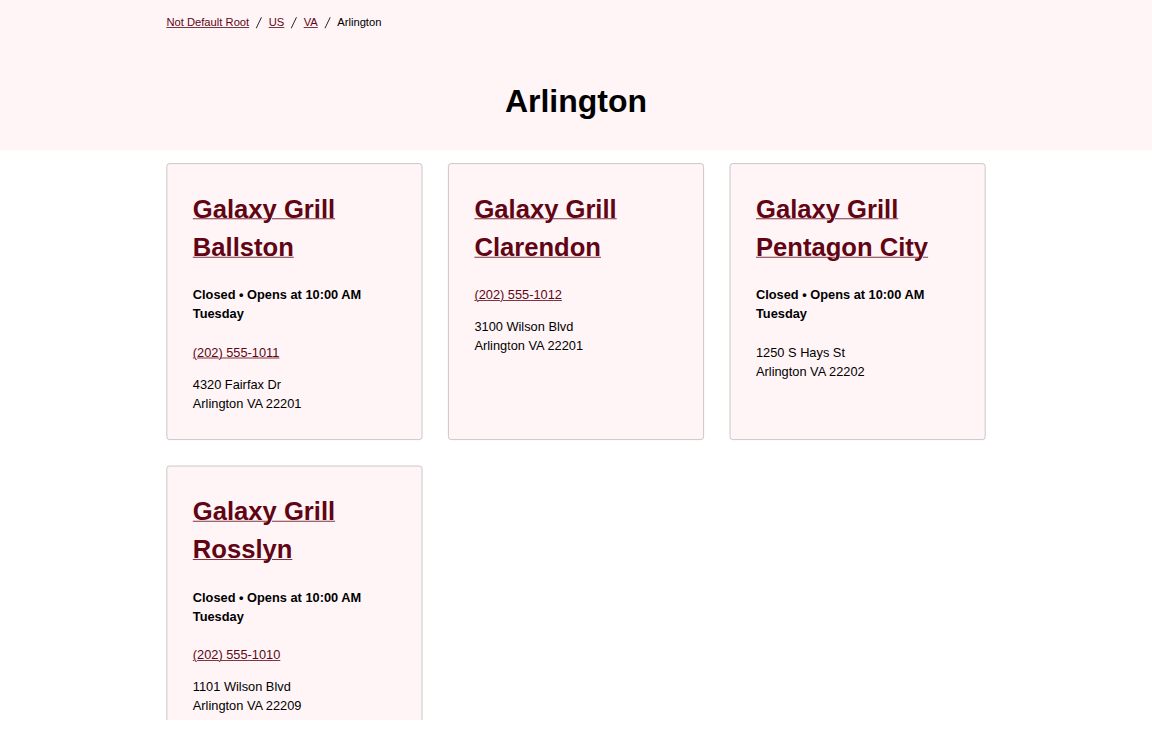 Not Default Root / US / VA / Arlington
Arlington
Galaxy Grill
Ballston
Closed • Opens at 10:00 AM
Tuesday
(202) 555-1011
4320 Fairfax Dr
Arlington VA 22201
Galaxy Grill
Clarendon
(202) 555-1012
3100 Wilson Blvd
Arlington VA 22201
Galaxy Grill
Pentagon City
Closed • Opens at 10:00 AM
Tuesday
1250 S Hays St
Arlington VA 22202
Galaxy Grill
Rosslyn
Closed • Opens at 10:00 AM
Tuesday
(202) 555-1010
1101 Wilson Blvd
Arlington VA 22209